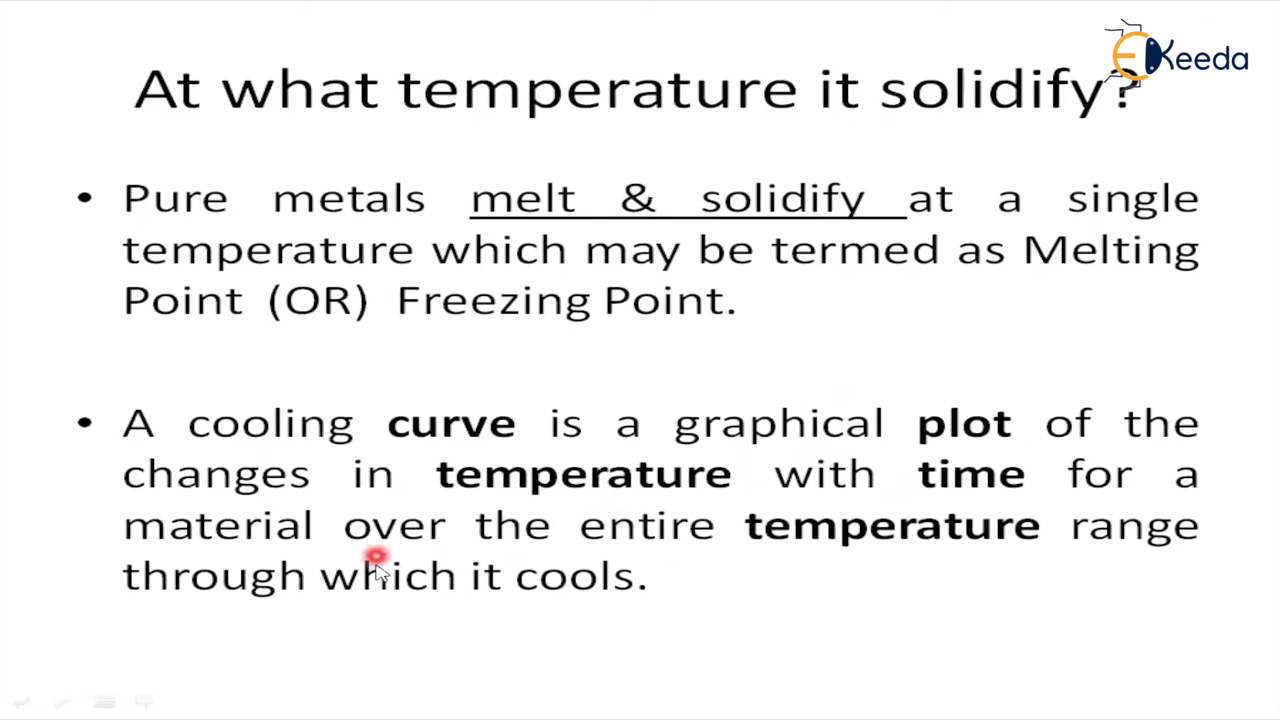 At what temperature it solidify?
EKeeda
• Pure metals melt & solidify at a single
temperature which may be termed as Melting
Point (OR) Freezing Point.
• A cooling curve is a graphical plot of the
changes in temperature with time for a
material over the entire temperature range
through which it cools.